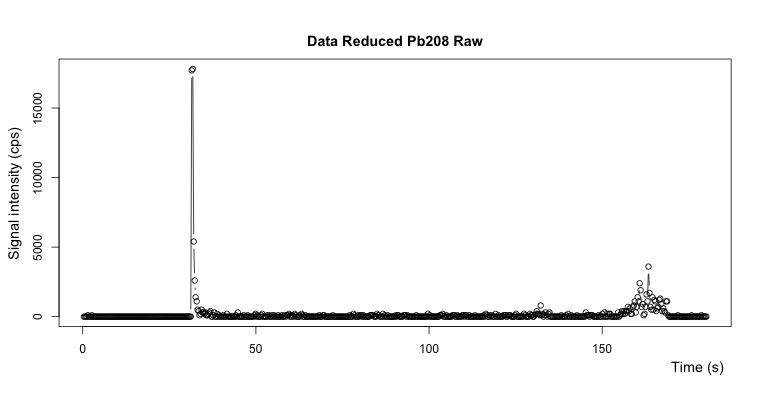 Data Reduced Pb208 Raw
Signal intensity (cps)
15000
10000
5000
0
0 50 100 150
Time (s)